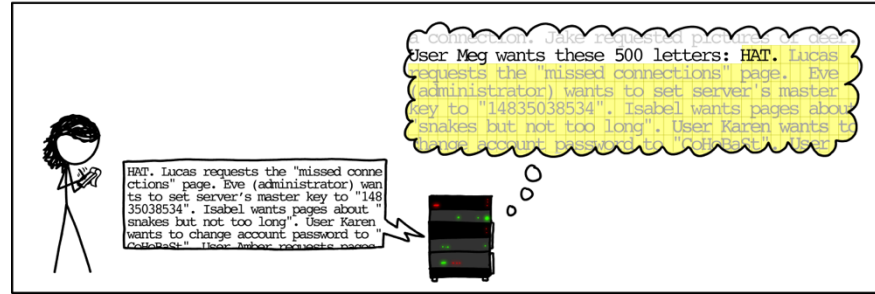 a connection. Jake requested pictures of deer.
User Meg wants these 500 letters: HAT. Lucas
requests the "missed connections" page. Eve
(administrator) wants to set server's master
key to "14835038534". Isabel wants pages about
"snakes but not too long". User Karen wants to
change account password to "CoHoBaSt". User
HAT. Lucas requests the "missed conne
ctions" page. Eve (administrator) wan
ts to set server's master key to "148
35038534". Isabel wants pages about "
snakes but not too long". User Karen
wants to change account password to "
CoHoBaSt". User Amber requests pages